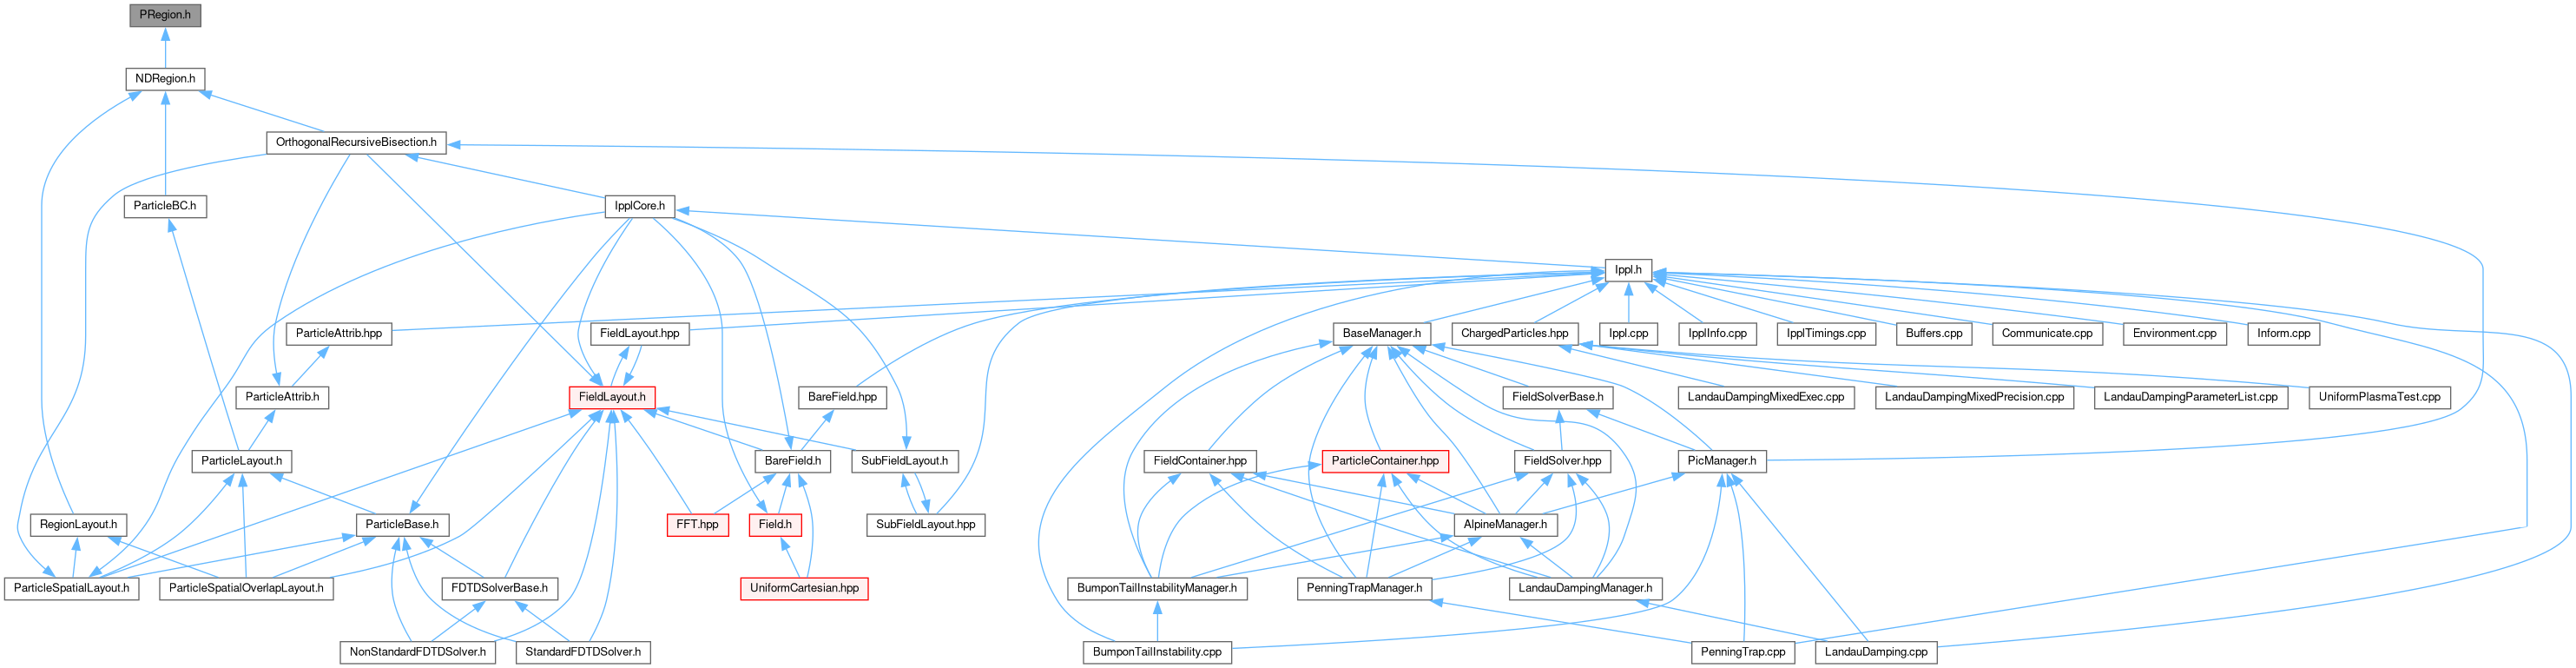 PRegion.h
NDRegion.h
OrthogonalRecursiveBisection.h
ParticleBC.h
IpplCore.h
Ippl.h
ParticleAttrib.hpp
FieldLayout.hpp
BaseManager.h
ChargedParticles.hpp
Ippl.cpp
IpplInfo.cpp
IpplTimings.cpp
Buffers.cpp
Communicate.cpp
Environment.cpp
Inform.cpp
ParticleAttrib.h
FieldLayout.h
BareField.hpp
FieldSolverBase.h
LandauDampingMixedExec.cpp
LandauDampingMixedPrecision.cpp
LandauDampingParameterList.cpp
UniformPlasmaTest.cpp
ParticleLayout.h
BareField.h
SubFieldLayout.h
FieldContainer.hpp
ParticleContainer.hpp
FieldSolver.hpp
PicManager.h
RegionLayout.h
ParticleBase.h
FFT.hpp
Field.h
SubFieldLayout.hpp
AlpineManager.h
ParticleSpatialLayout.h
ParticleSpatialOverlapLayout.h
FDTDSolverBase.h
UniformCartesian.hpp
BumponTailInstabilityManager.h
PenningTrapManager.h
LandauDampingManager.h
NonStandardFDTDSolver.h
StandardFDTDSolver.h
BumponTailInstability.cpp
PenningTrap.cpp
LandauDamping.cpp